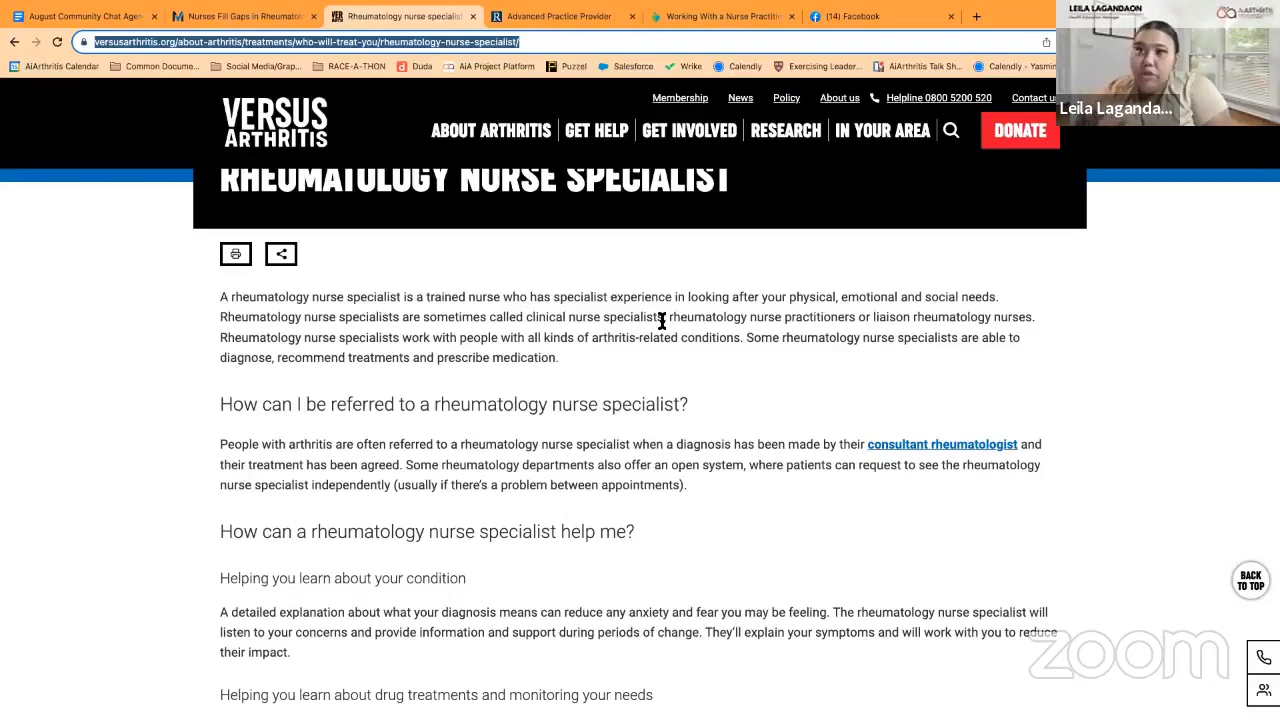 August Community Chat Agen
Nurses Fill Gaps in Rheumatol
Rheumatology nurse specialist
Advanced Practice Provider
Working With a Nurse Practitin
(14) Facebook
versusarthritis.org/about-arthritis/treatments/who-will-treat-you/rheumatology-nurse-specialist/
AiArthritis Calendar
Common Docume...
Social Media/Grap...
RACE-A-THON
Duda
AiA Project Platform
Puzzel
Salesforce
Wrike
Calendly
Exercising Leader...
AiArthritis Talk Sh...
Calendly - Yasmin
LEILA LAGANDAON
Health Education Manager
Leila Laganda...
VERSUS
ARTHRITIS
Membership
News
Policy
About us
Helpline 0800 5200 520
Contact us
ABOUT ARTHRITIS
GET HELP
GET INVOLVED
RESEARCH
IN YOUR AREA
DONATE
RHEUMATOLOGY NURSE SPECIALIST
A rheumatology nurse specialist is a trained nurse who has specialist experience in looking after your physical, emotional and social needs.
Rheumatology nurse specialists are sometimes called clinical nurse specialists, rheumatology nurse practitioners or liaison rheumatology nurses.
Rheumatology nurse specialists work with people with all kinds of arthritis-related conditions. Some rheumatology nurse specialists are able to
diagnose, recommend treatments and prescribe medication.
How can I be referred to a rheumatology nurse specialist?
People with arthritis are often referred to a rheumatology nurse specialist when a diagnosis has been made by their consultant rheumatologist and
their treatment has been agreed. Some rheumatology departments also offer an open system, where patients can request to see the rheumatology
nurse specialist independently (usually if there's a problem between appointments).
How can a rheumatology nurse specialist help me?
Helping you learn about your condition
A detailed explanation about what your diagnosis means can reduce any anxiety and fear you may be feeling. The rheumatology nurse specialist will
listen to your concerns and provide information and support during periods of change. They'll explain your symptoms and will work with you to reduce
their impact.
Helping you learn about drug treatments and monitoring your needs
BACK
TO TOP
zoom